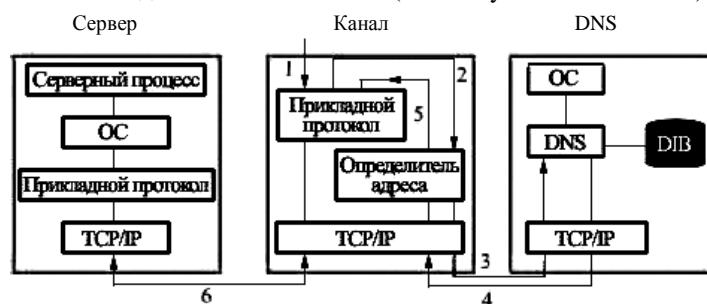 Сервер Канал DNS
Серверный процесс
ОС
Прикладной протокол
TCP/IP
1
2
Прикладной
протокол
5
Определитель
адреса
TCP/IP
ОС
DNS
DIB
TCP/IP
3
4
6